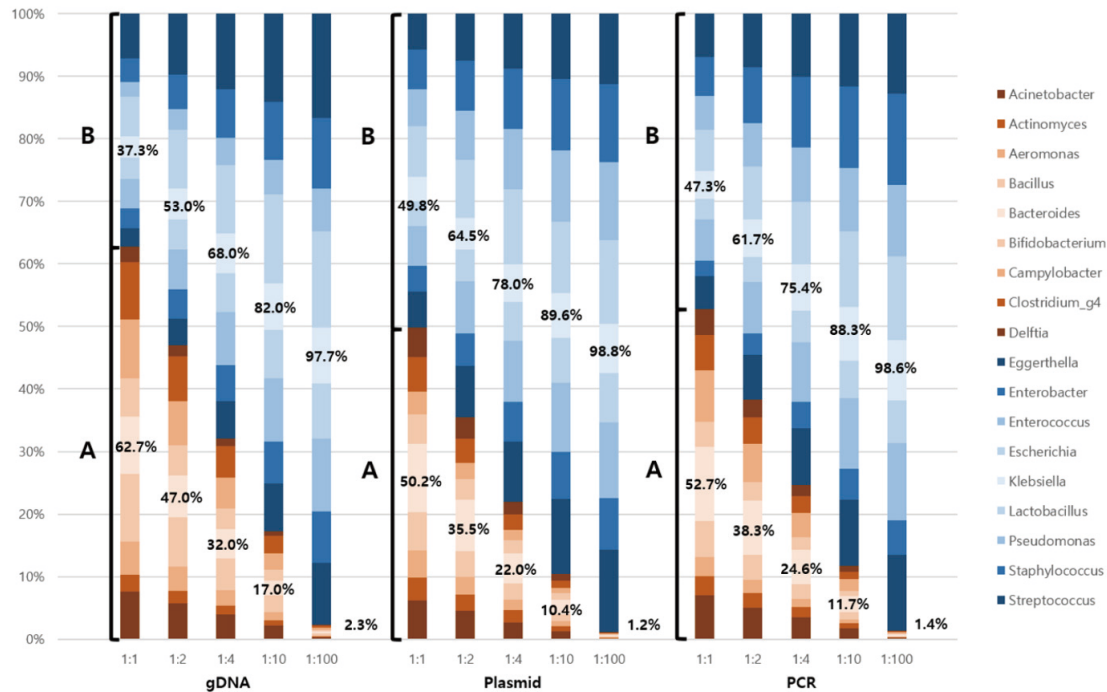 100%
90%
80%
70%
60%
50%
40%
30%
20%
10%
0%
B
A
37.3%
53.0%
68.0%
82.0%
97.7%
62.7%
47.0%
32.0%
17.0%
2.3%
1:1 1:2 1:4 1:10 1:100
gDNA
B
A
49.8%
64.5%
78.0%
89.6%
98.8%
50.2%
35.5%
22.0%
10.4%
1.2%
1:1 1:2 1:4 1:10 1:100
Plasmid
B
A
47.3%
61.7%
75.4%
88.3%
98.6%
52.7%
38.3%
24.6%
11.7%
1.4%
1:1 1:2 1:4 1:10 1:100
PCR
Acinetobacter
Actinomyces
Aeromonas
Bacillus
Bacteroides
Bifidobacterium
Campylobacter
Clostridium_g4
Delftia
Eggerthella
Enterobacter
Enterococcus
Escherichia
Klebsiella
Lactobacillus
Pseudomonas
Staphylococcus
Streptococcus